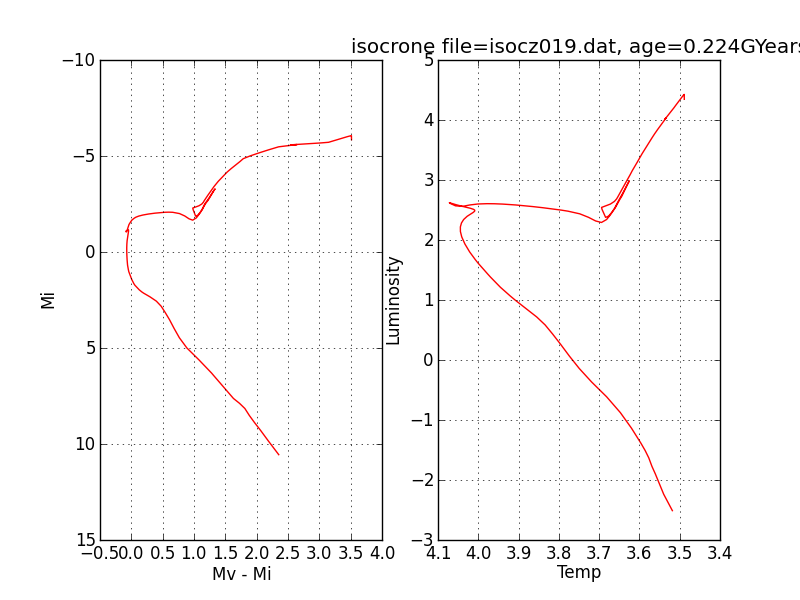 isocrone file=isocz019.dat, age=0.224GYears
−10
−5
0
5
10
15
Mi
−0.5 0.0 0.5 1.0 1.5 2.0 2.5 3.0 3.5 4.0
Mv - Mi
5
4
3
2
1
0
−1
−2
−3
Luminosity
4.1 4.0 3.9 3.8 3.7 3.6 3.5 3.4
Temp